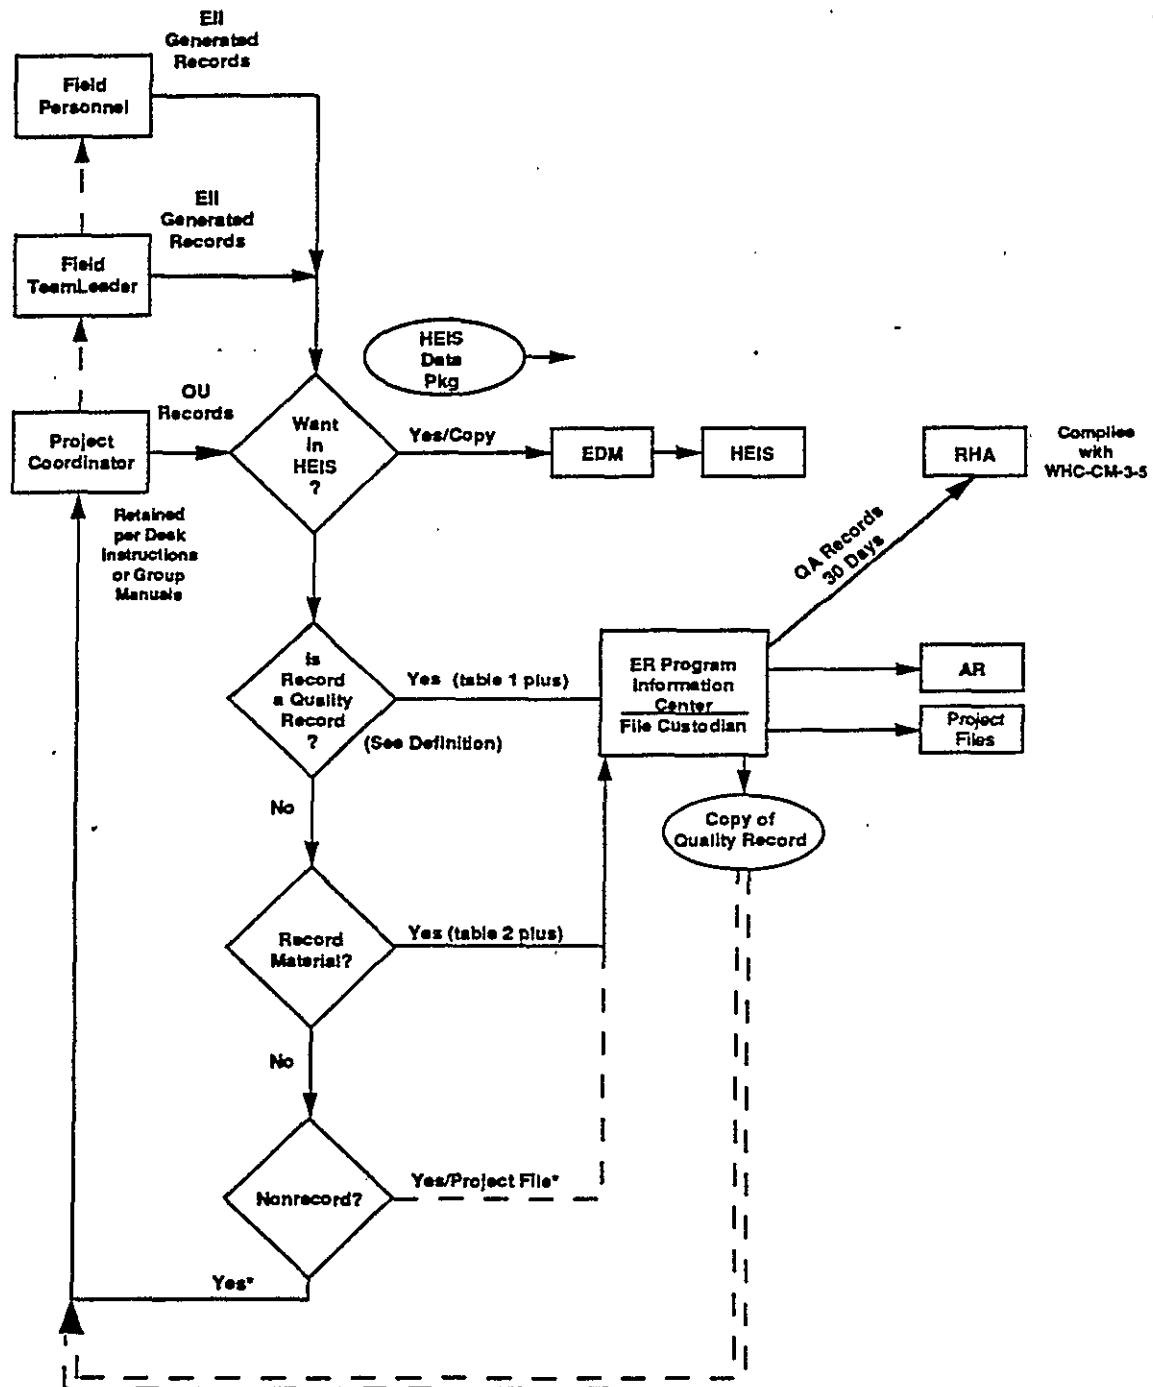 EII
Generated
Records
Field
Personnel
EII
Generated
Records
Field
TeamLeader
HEIS
Data
Pkg
OU
Records
Project
Coordinator
Want
in
HEIS
?
Yes/Copy
EDM
HEIS
RHA
Complies
with
WHC-CM-3-5
Retained
per Desk
Instructions
or Group
Manuals
QA Records
30 Days
Is
Record
a Quality
Record
?
Yes (table 1 plus)
(See Definition)
ER Program
Information
Center
File Custodian
AR
Project
Files
No
Copy of
Quality Record
Record
Material?
Yes (table 2 plus)
No
Nonrecord?
Yes/Project File*
Yes*